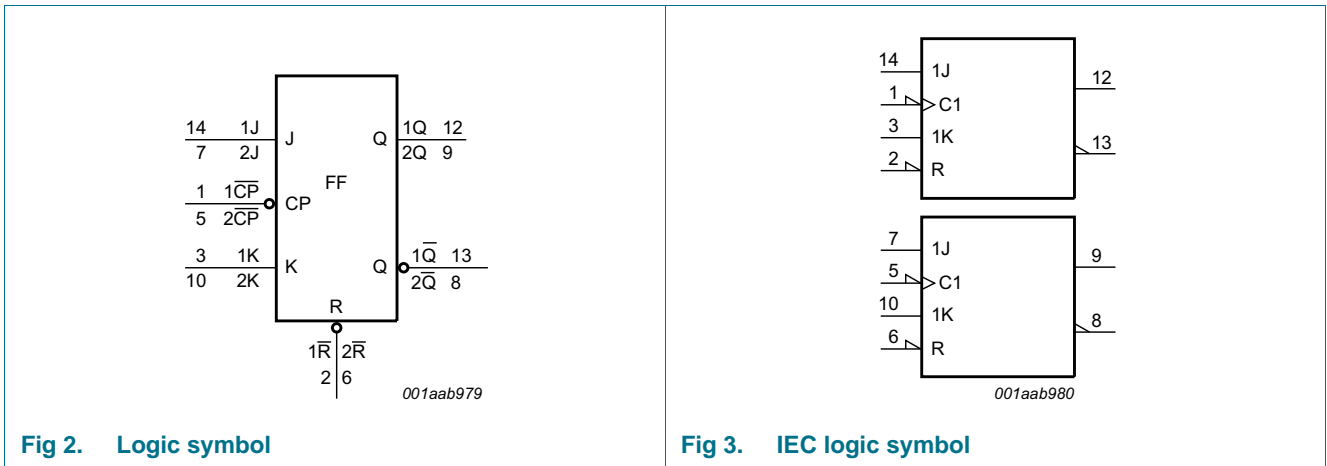 14 1J J Q 1Q 12
7 2J 2Q 9
FF
1 1C̅P̅ CP
5 2C̅P̅
3 1K K Q 1Q̅ 13
10 2K 2Q̅ 8
R
1R̅ 2R̅
2 6
001aab979
Fig 2. Logic symbol
14 1J 12
1 C1
3 1K 13
2 R
7 1J 9
5 C1
10 1K 8
6 R
001aab980
Fig 3. IEC logic symbol